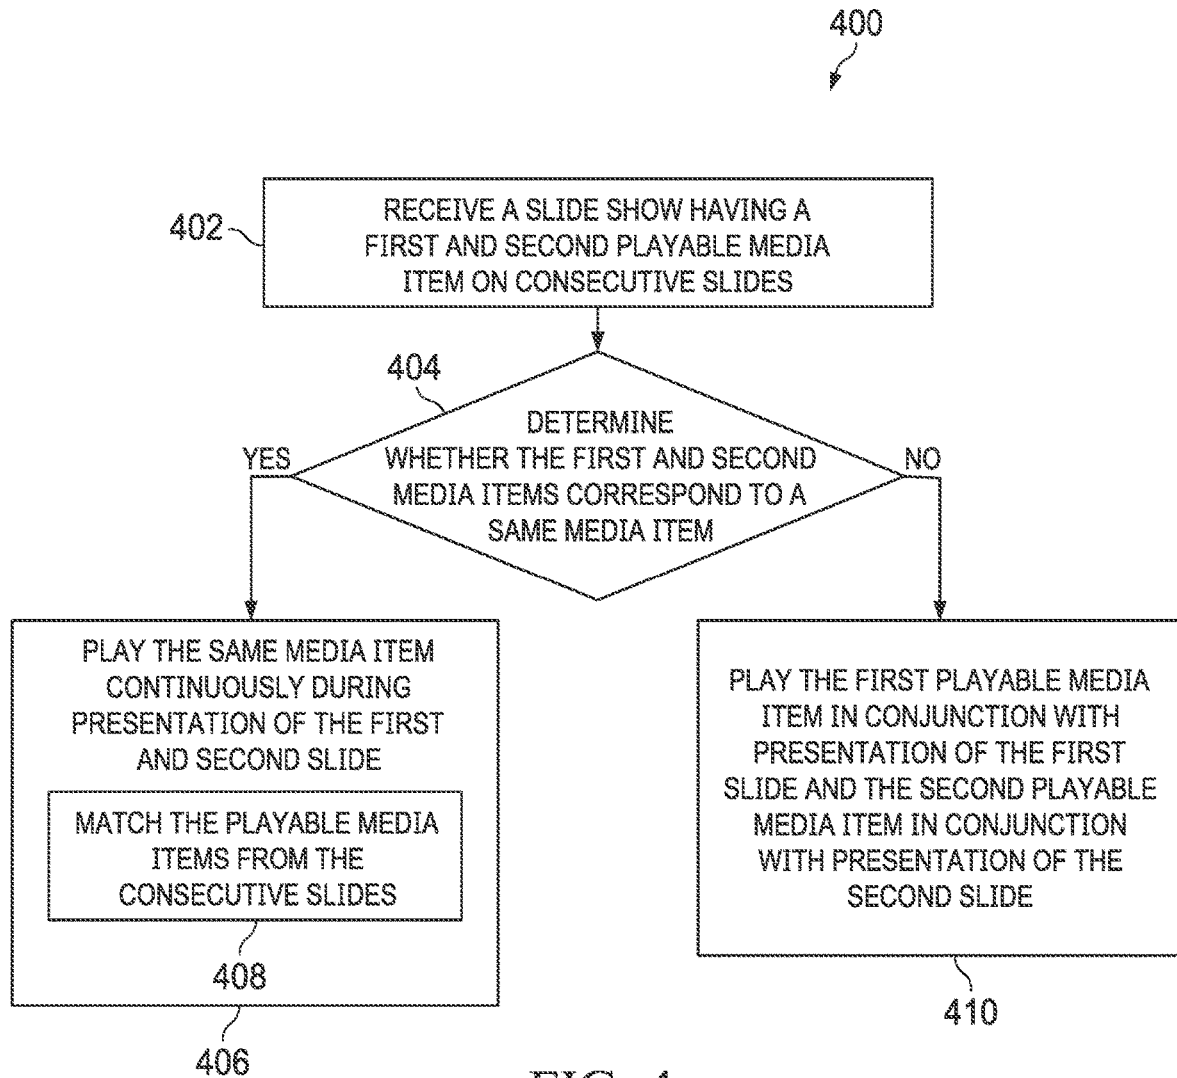 400
402
RECEIVE A SLIDE SHOW HAVING A
FIRST AND SECOND PLAYABLE MEDIA
ITEM ON CONSECUTIVE SLIDES
404
DETERMINE
WHETHER THE FIRST AND SECOND
MEDIA ITEMS CORRESPOND TO A
SAME MEDIA ITEM
YES
NO
PLAY THE SAME MEDIA ITEM
CONTINUOUSLY DURING
PRESENTATION OF THE FIRST
AND SECOND SLIDE
MATCH THE PLAYABLE MEDIA
ITEMS FROM THE
CONSECUTIVE SLIDES
408
406
PLAY THE FIRST PLAYABLE MEDIA
ITEM IN CONJUNCTION WITH
PRESENTATION OF THE FIRST
SLIDE AND THE SECOND PLAYABLE
MEDIA ITEM IN CONJUNCTION
WITH PRESENTATION OF THE
SECOND SLIDE
410